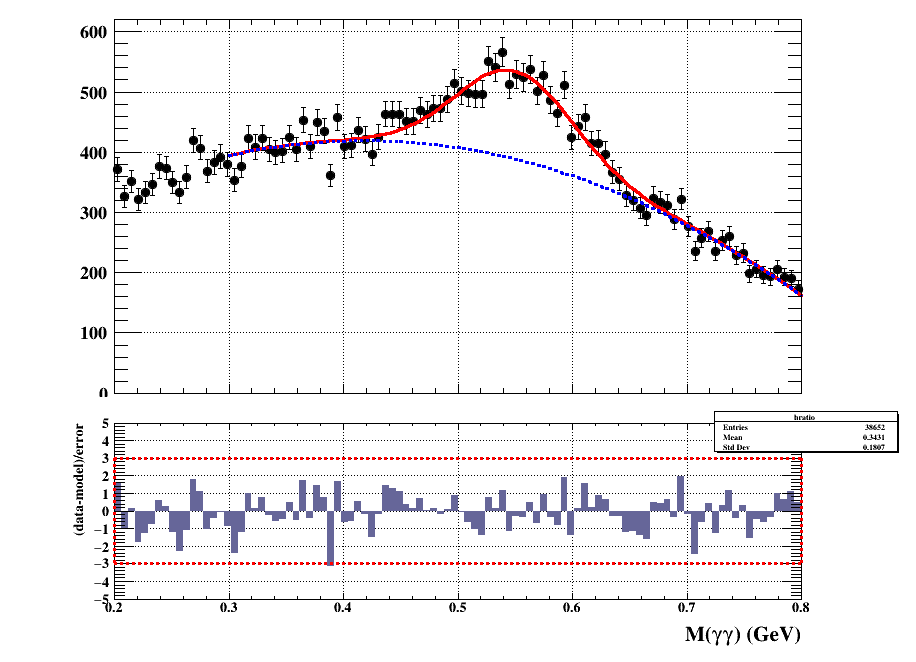 600
500
400
300
200
100
0
hratio
Entries 38652
Mean 0.3431
Std Dev 0.1807
(data-model)/error
5
4
3
2
1
0
−1
−2
−3
−4
−5
0.2 0.3 0.4 0.5 0.6 0.7 0.8
M(γγ) (GeV)